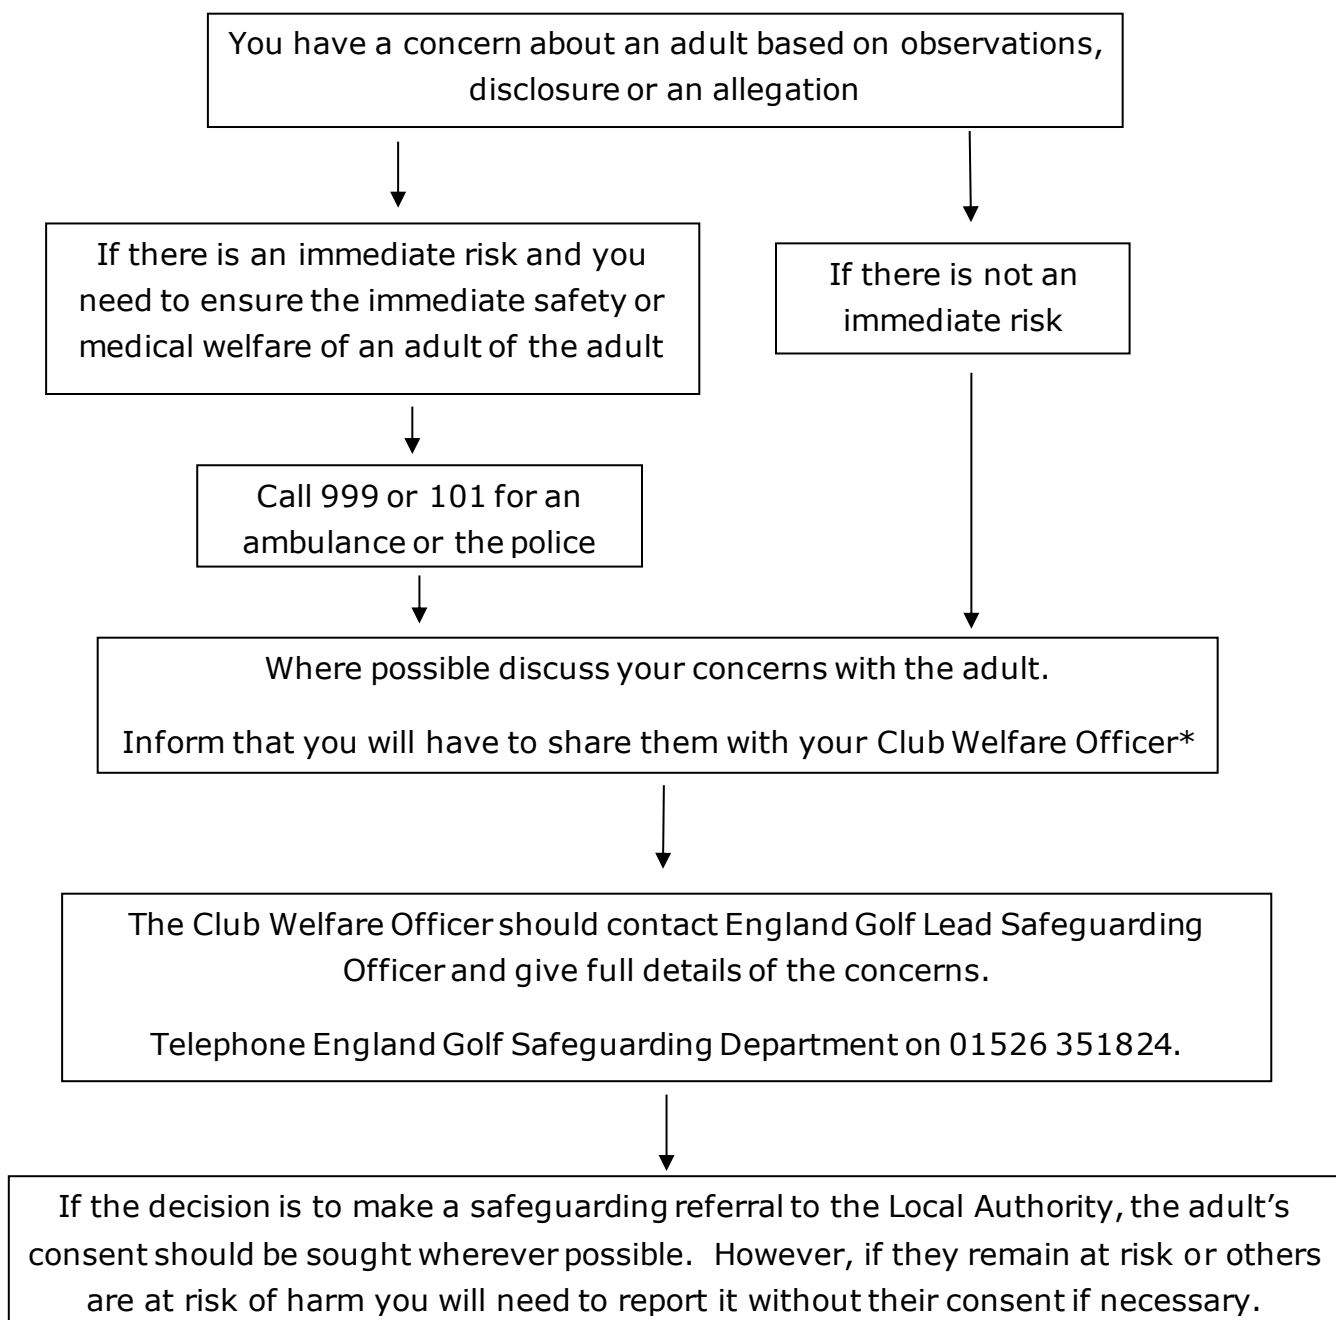 You have a concern about an adult based on observations,
disclosure or an allegation
If there is an immediate risk and you
need to ensure the immediate safety or
medical welfare of an adult of the adult
If there is not an
immediate risk
Call 999 or 101 for an
ambulance or the police
Where possible discuss your concerns with the adult.
Inform that you will have to share them with your Club Welfare Officer*
The Club Welfare Officer should contact England Golf Lead Safeguarding
Officer and give full details of the concerns.
Telephone England Golf Safeguarding Department on 01526 351824.
If the decision is to make a safeguarding referral to the Local Authority, the adult’s
consent should be sought wherever possible.  However, if they remain at risk or others
are at risk of harm you will need to report it without their consent if necessary.